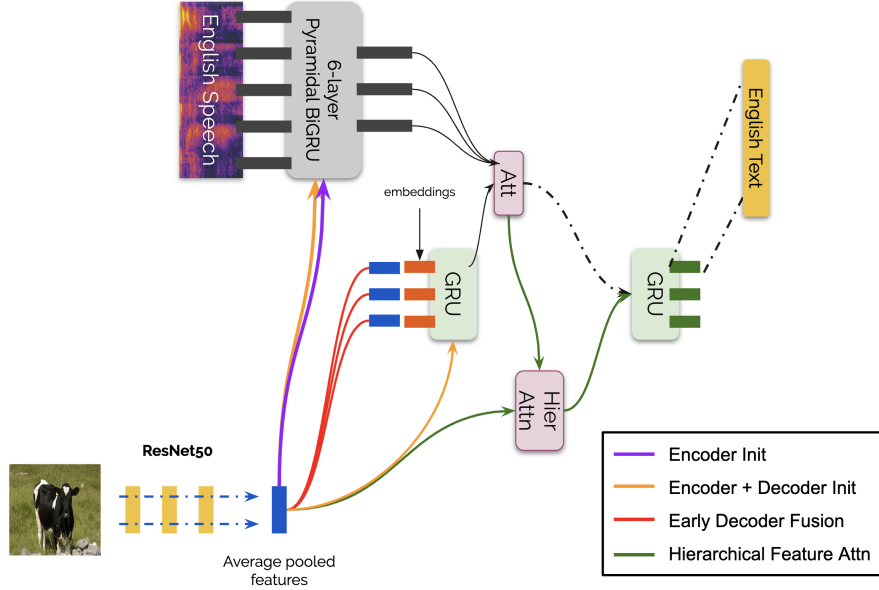 English Speech
6-layer
Pyramidal BiGRU
Att
English Text
embeddings
GRU
GRU
Hier
Attn
ResNet50
Average pooled
features
Encoder Init
Encoder + Decoder Init
Early Decoder Fusion
Hierarchical Feature Attn